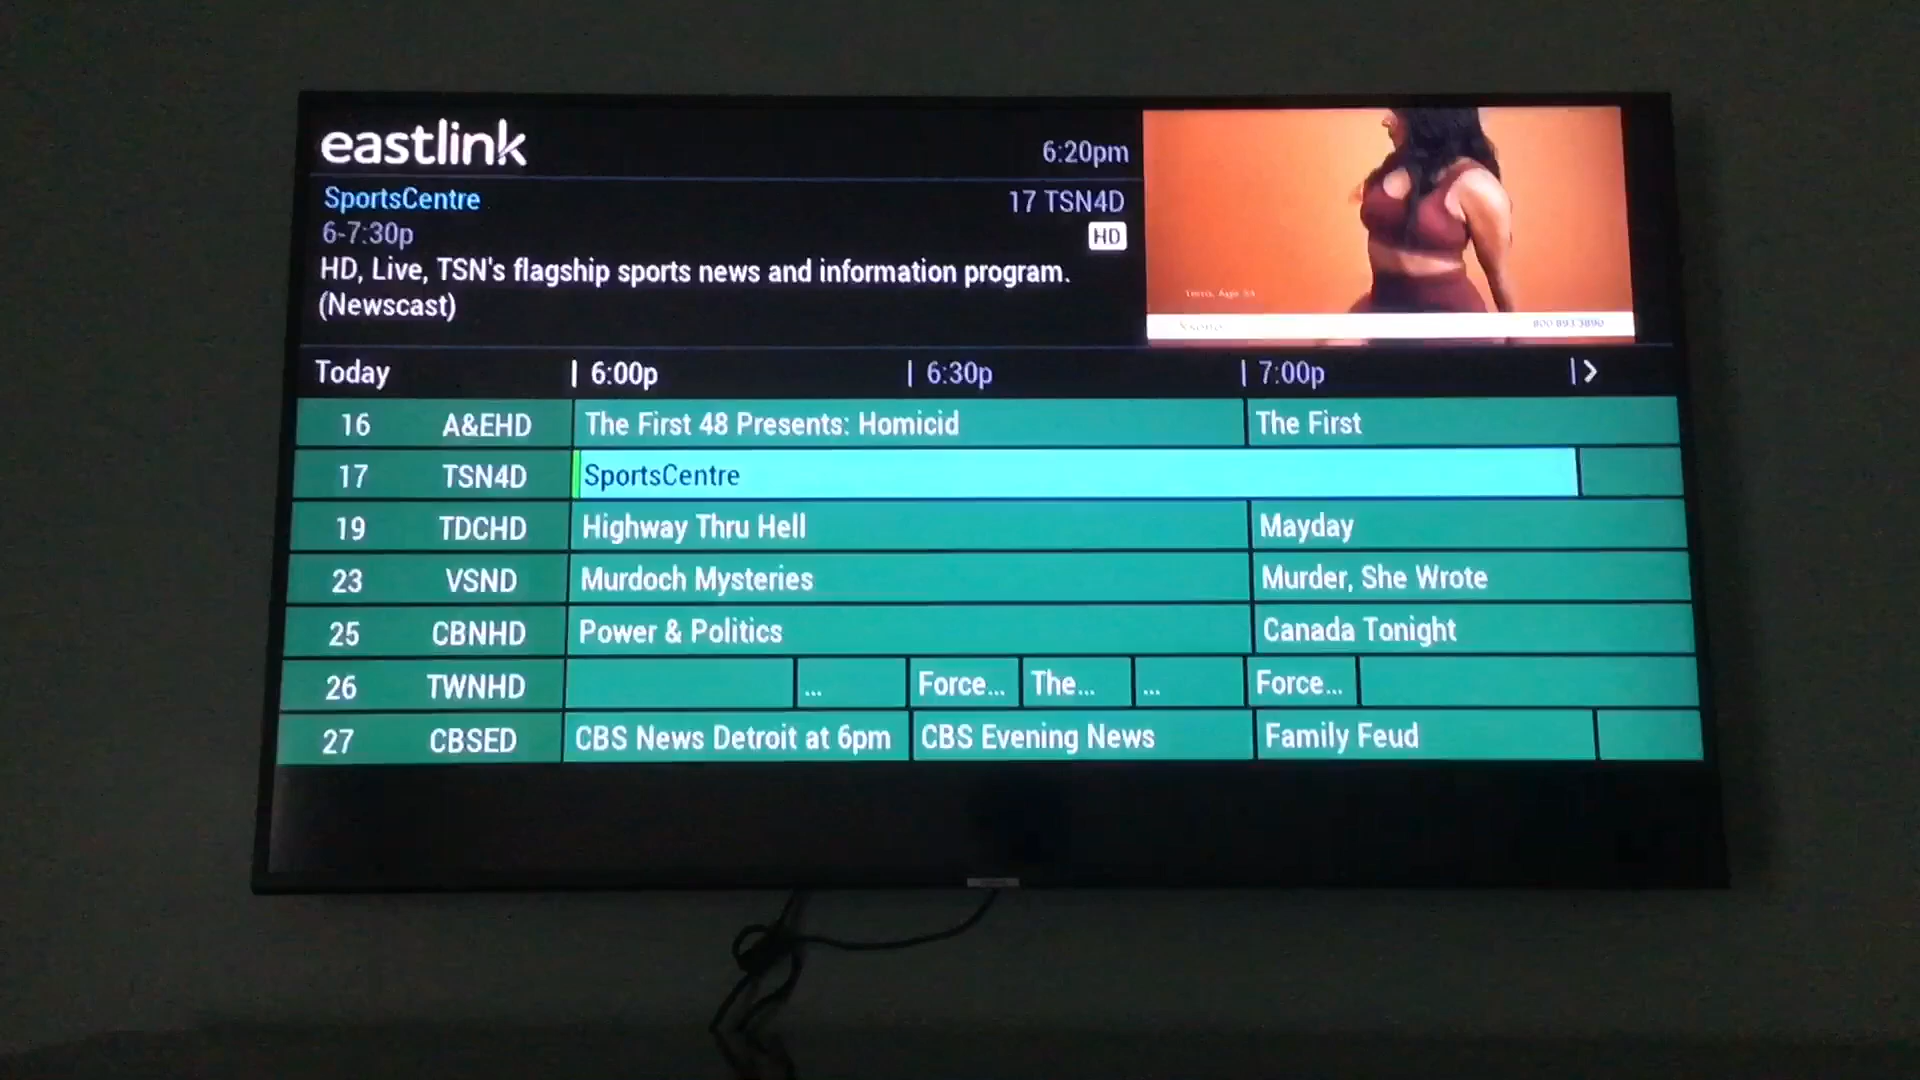 eastlink
6:20pm
SportsCentre
17 TSN4D
6-7:30p
HD
HD, Live, TSN's flagship sports news and information program.
(Newscast)
Today | 6:00p | 6:30p | 7:00p |>
16 A&EHD The First 48 Presents: Homicid The First
17 TSN4D SportsCentre
19 TDCHD Highway Thru Hell Mayday
23 VSND Murdoch Mysteries Murder, She Wrote
25 CBNHD Power & Politics Canada Tonight
26 TWNHD ... Force... The... ... Force...
27 CBSED CBS News Detroit at 6pm CBS Evening News Family Feud